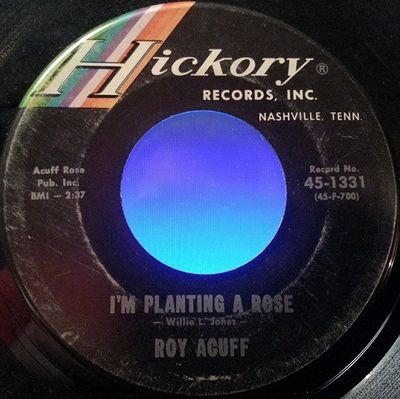 Hickory®
RECORDS, INC.
NASHVILLE, TENN.
Acuff Rose
Pub. Inc.
BMI — 2:37
Record No.
45-1331
(45-F-700)
I'M PLANTING A ROSE
— Willie L. Jones —
ROY ACUFF